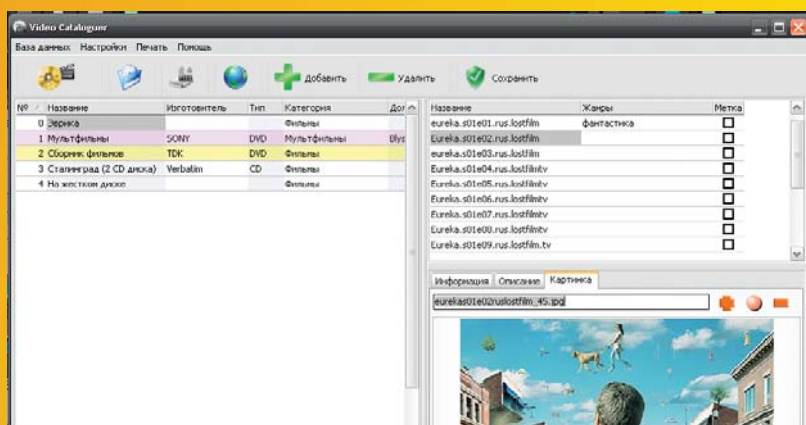 Video Cataloguer
База данных Настройки Печать Помощь
Добавить Удалить Сохранить
№ Название Изготовитель Тип Категория
0 Эврика Фильмы
1 Мультфильмы SONY DVD Мультфильмы
2 Сборник фильмов TDK DVD Фильмы
3 Сталинград (2 CD диска) Verbatim CD Фильмы
4 На жестком диске Фильмы
Название Жанры Метка
eureka.s01e01.rus.lostfilm фантастика
Eureka.s01e02.rus.lostfilm
eureka.s01e03.rus.lostfilm
Eureka.s01e04.rus.lostfilmtv
Eureka.s01e05.rus.lostfilmtv
Eureka.s01e06.rus.lostfilmtv
Eureka.s01e07.rus.lostfilmtv
Eureka.s01e08.rus.lostfilmtv
Eureka.s01e09.rus.lostfilm.tv
Информация Описание Картинка
eurekas01e02ruslostfilm_45.jpg